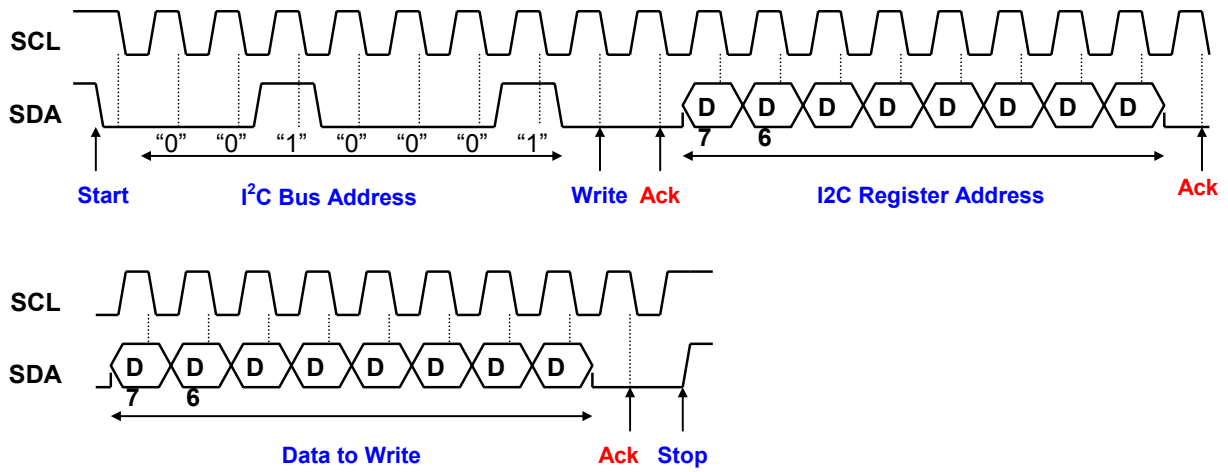 SCL
SDA D D D D D D D D
“0” “0” “1” “0” “0” “0” “1” 7 6
Start I²C Bus Address Write Ack I2C Register Address Ack
SCL
SDA D D D D D D D D
7 6
Data to Write Ack Stop